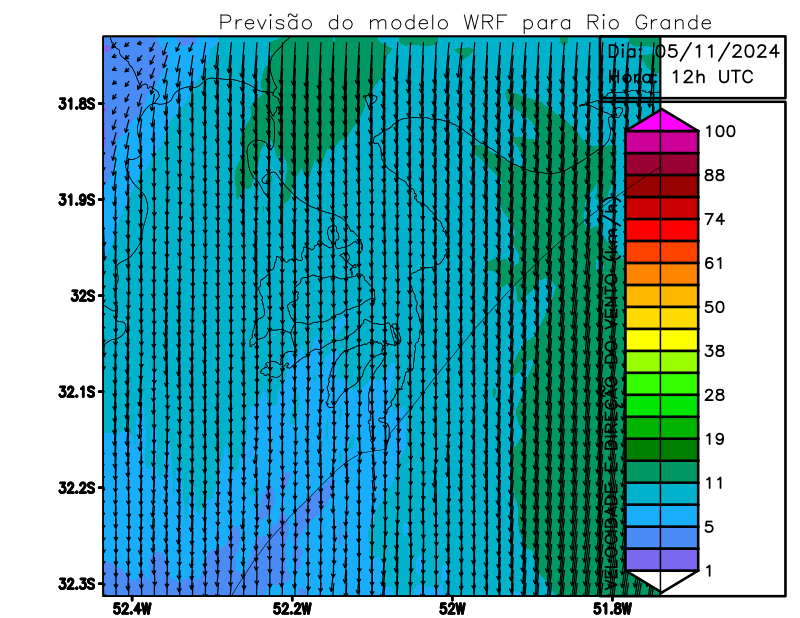 Previsão do modelo WRF para Rio Grande
Dia: 05/11/2024
Hora: 12h UTC
31.8S
31.9S
32S
32.1S
32.2S
32.3S
52.4W
52.2W
52W
51.8W
100
88
74
61
50
38
28
19
11
5
1
VELOCIDADE E DIREÇÃO DO VENTO (km/h)